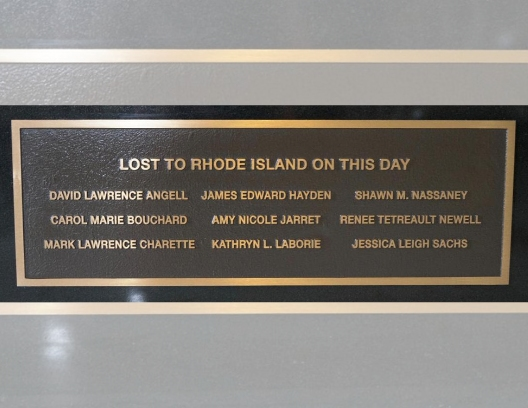 LOST TO RHODE ISLAND ON THIS DAY
DAVID LAWRENCE ANGELL JAMES EDWARD HAYDEN SHAWN M. NASSANEY
CAROL MARIE BOUCHARD AMY NICOLE JARRET RENEE TETREAULT NEWELL
MARK LAWRENCE CHARETTE KATHRYN L. LABORIE JESSICA LEIGH SACHS